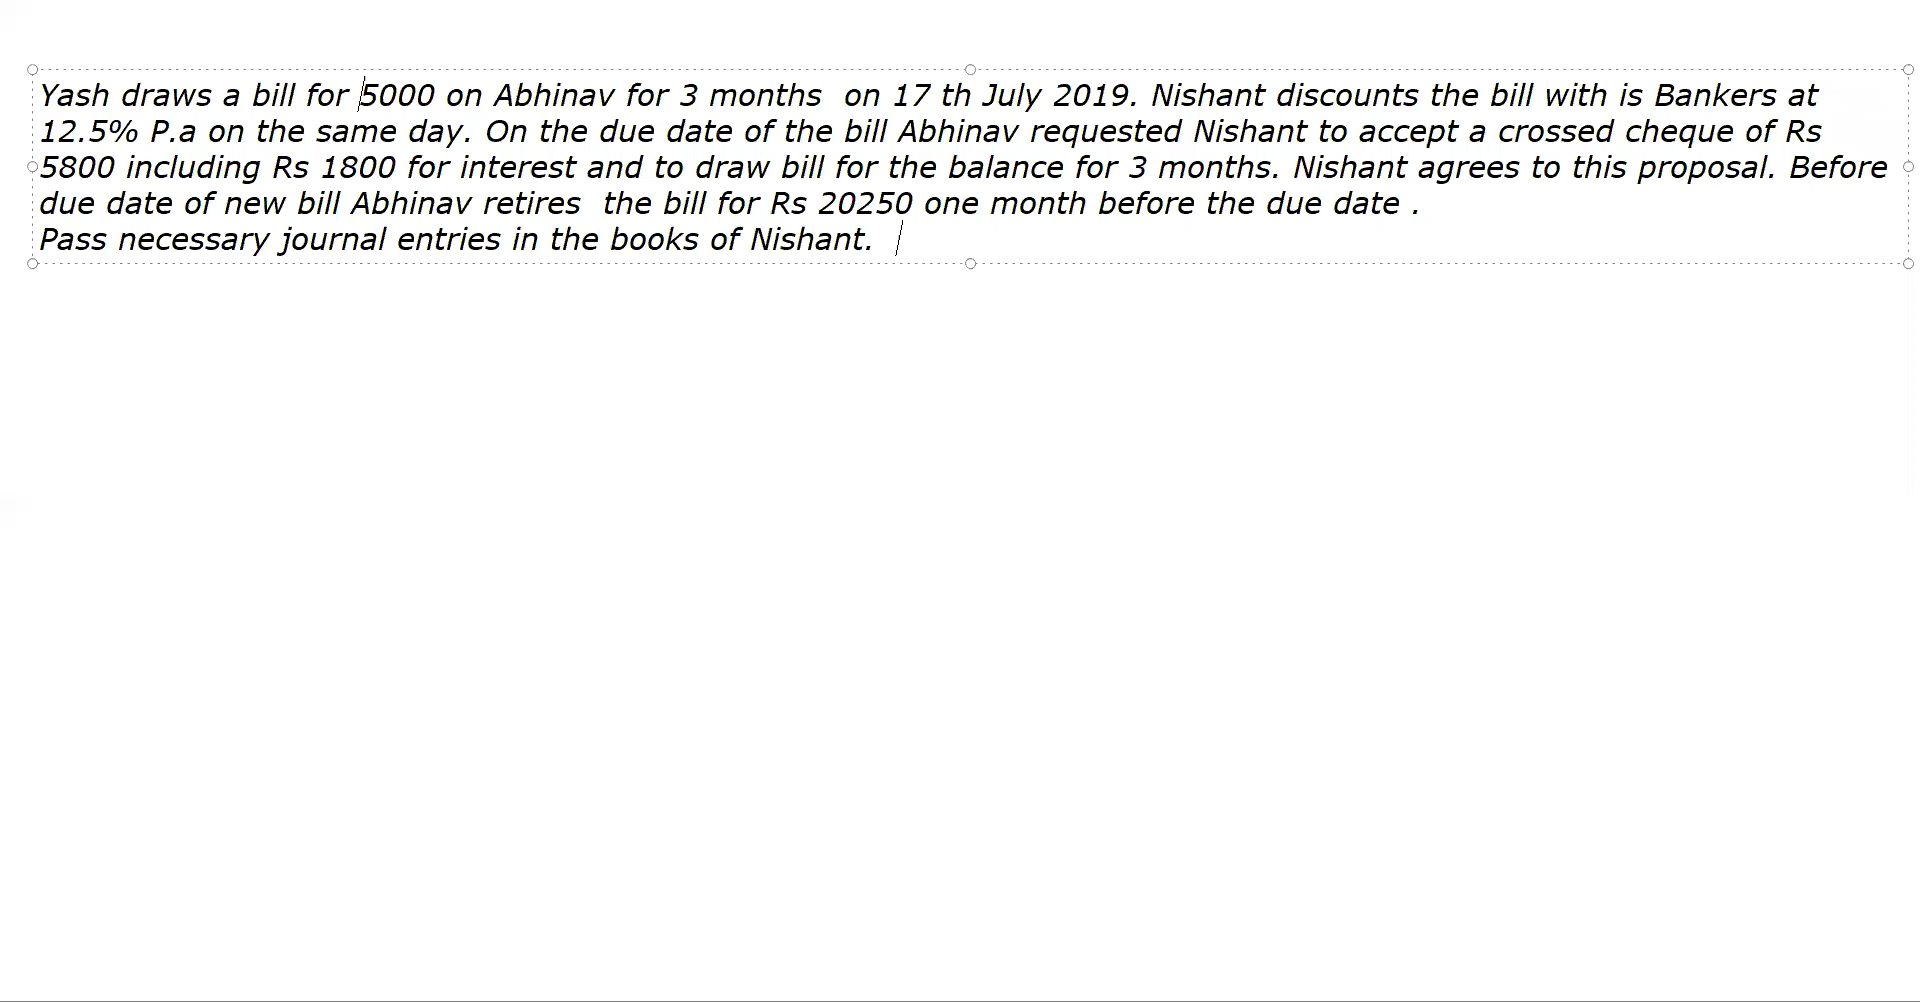 Yash draws a bill for 5000 on Abhinav for 3 months  on 17 th July 2019. Nishant discounts the bill with is Bankers at
12.5% P.a on the same day. On the due date of the bill Abhinav requested Nishant to accept a crossed cheque of Rs
5800 including Rs 1800 for interest and to draw bill for the balance for 3 months. Nishant agrees to this proposal. Before
due date of new bill Abhinav retires  the bill for Rs 20250 one month before the due date .
Pass necessary journal entries in the books of Nishant.